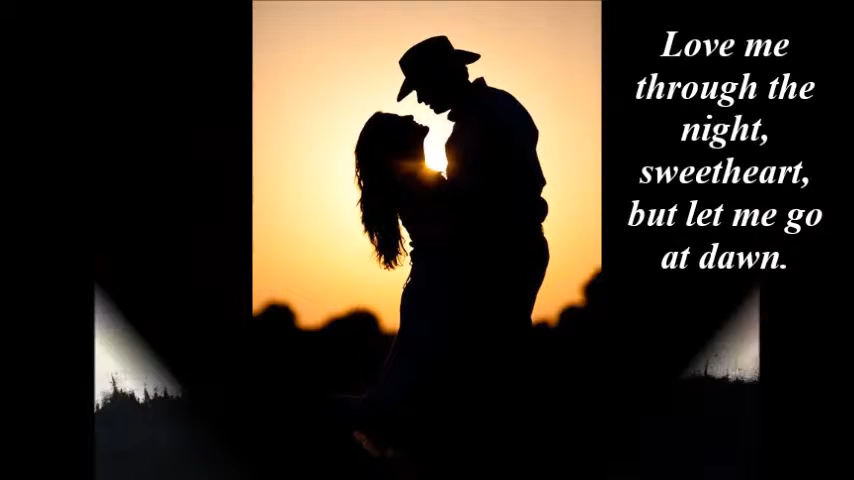 Love me
through the
night,
sweetheart,
but let me go
at dawn.